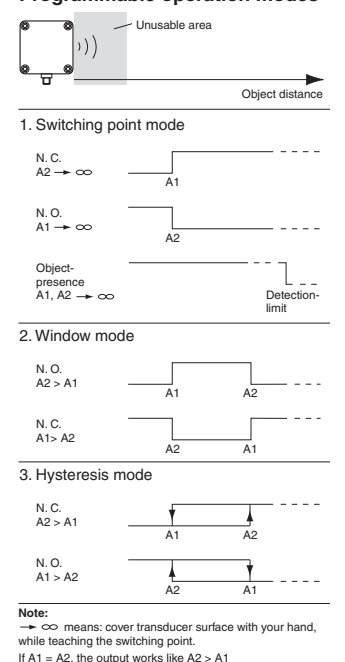 Programmable operation modes
Unusable area
Object distance
1. Switching point mode
N. C.
A2 → ∞
A1
N. O.
A1 → ∞
A2
Object-
presence
A1, A2 → ∞
Detection-
limit
2. Window mode
N. O.
A2 > A1
A1 A2
N. C.
A1> A2
A2 A1
3. Hysteresis mode
N. C.
A2 > A1
A1 A2
N. O.
A1 > A2
A2 A1
Note:
→ ∞ means: cover transducer surface with your hand,
while teaching the switching point.
If A1 = A2, the output works like A2 > A1